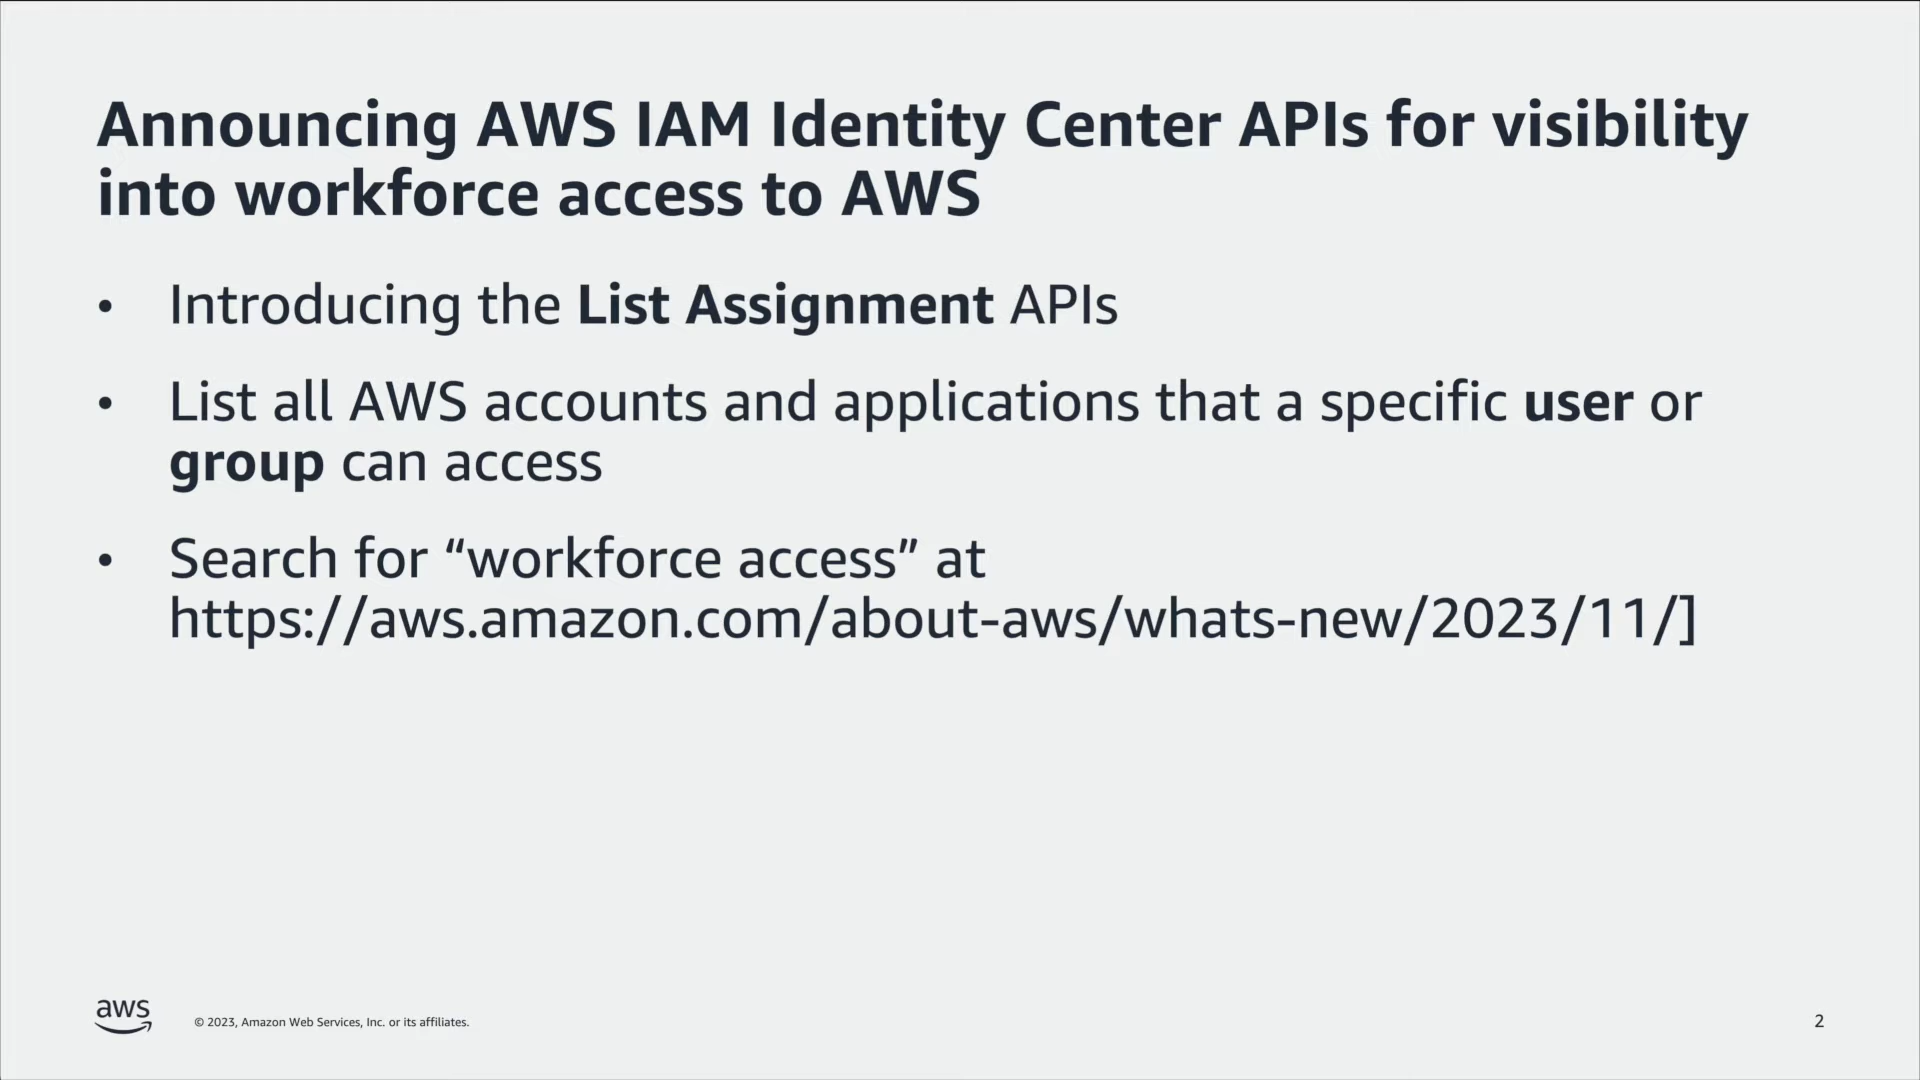 Announcing AWS IAM Identity Center APIs for visibility
into workforce access to AWS
• Introducing the List Assignment APIs
• List all AWS accounts and applications that a specific user or
group can access
• Search for “workforce access” at
https://aws.amazon.com/about-aws/whats-new/2023/11/]
aws
© 2023, Amazon Web Services, Inc. or its affiliates.
2